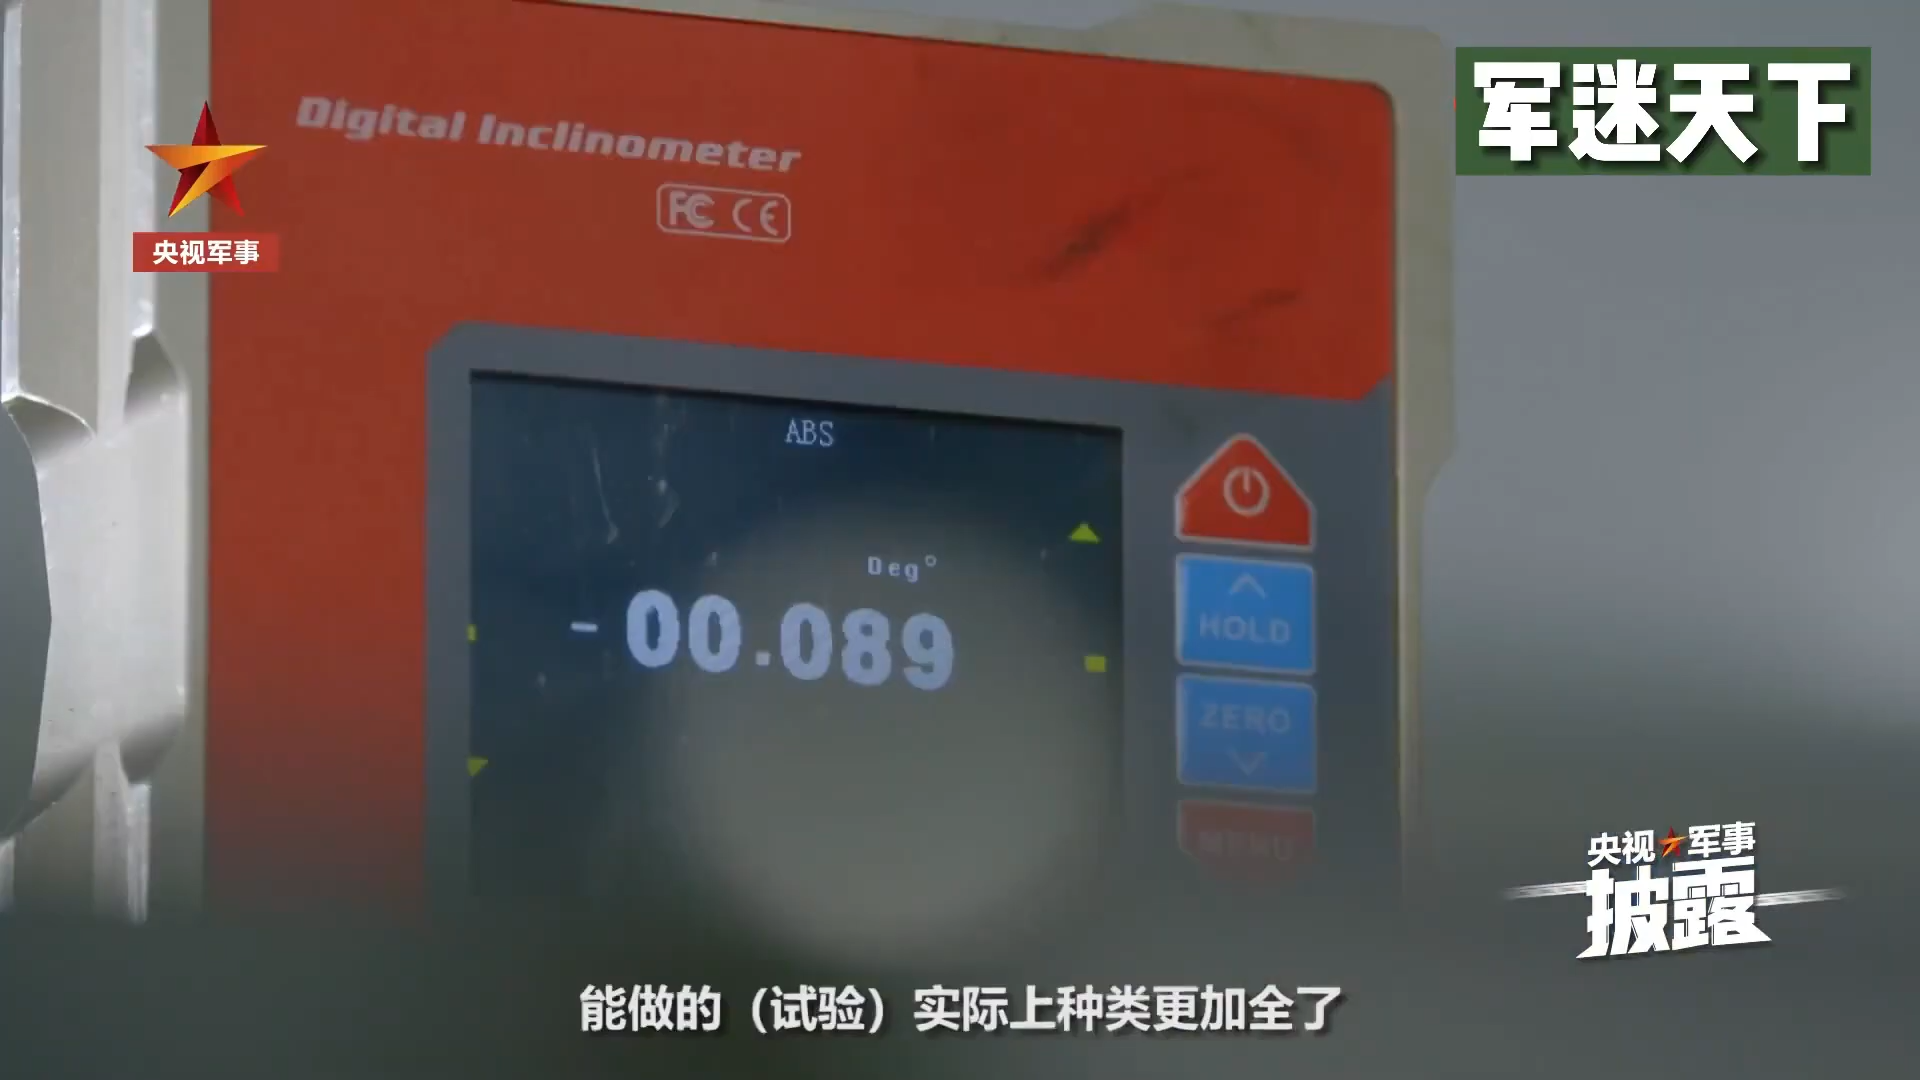 军迷天下
Digital Inclinometer
FC CE
央视军事
ABS
Deg°
-00.089
HOLD
ZERO
MENU
央视军事
披露
能做的（试验）实际上种类更加全了